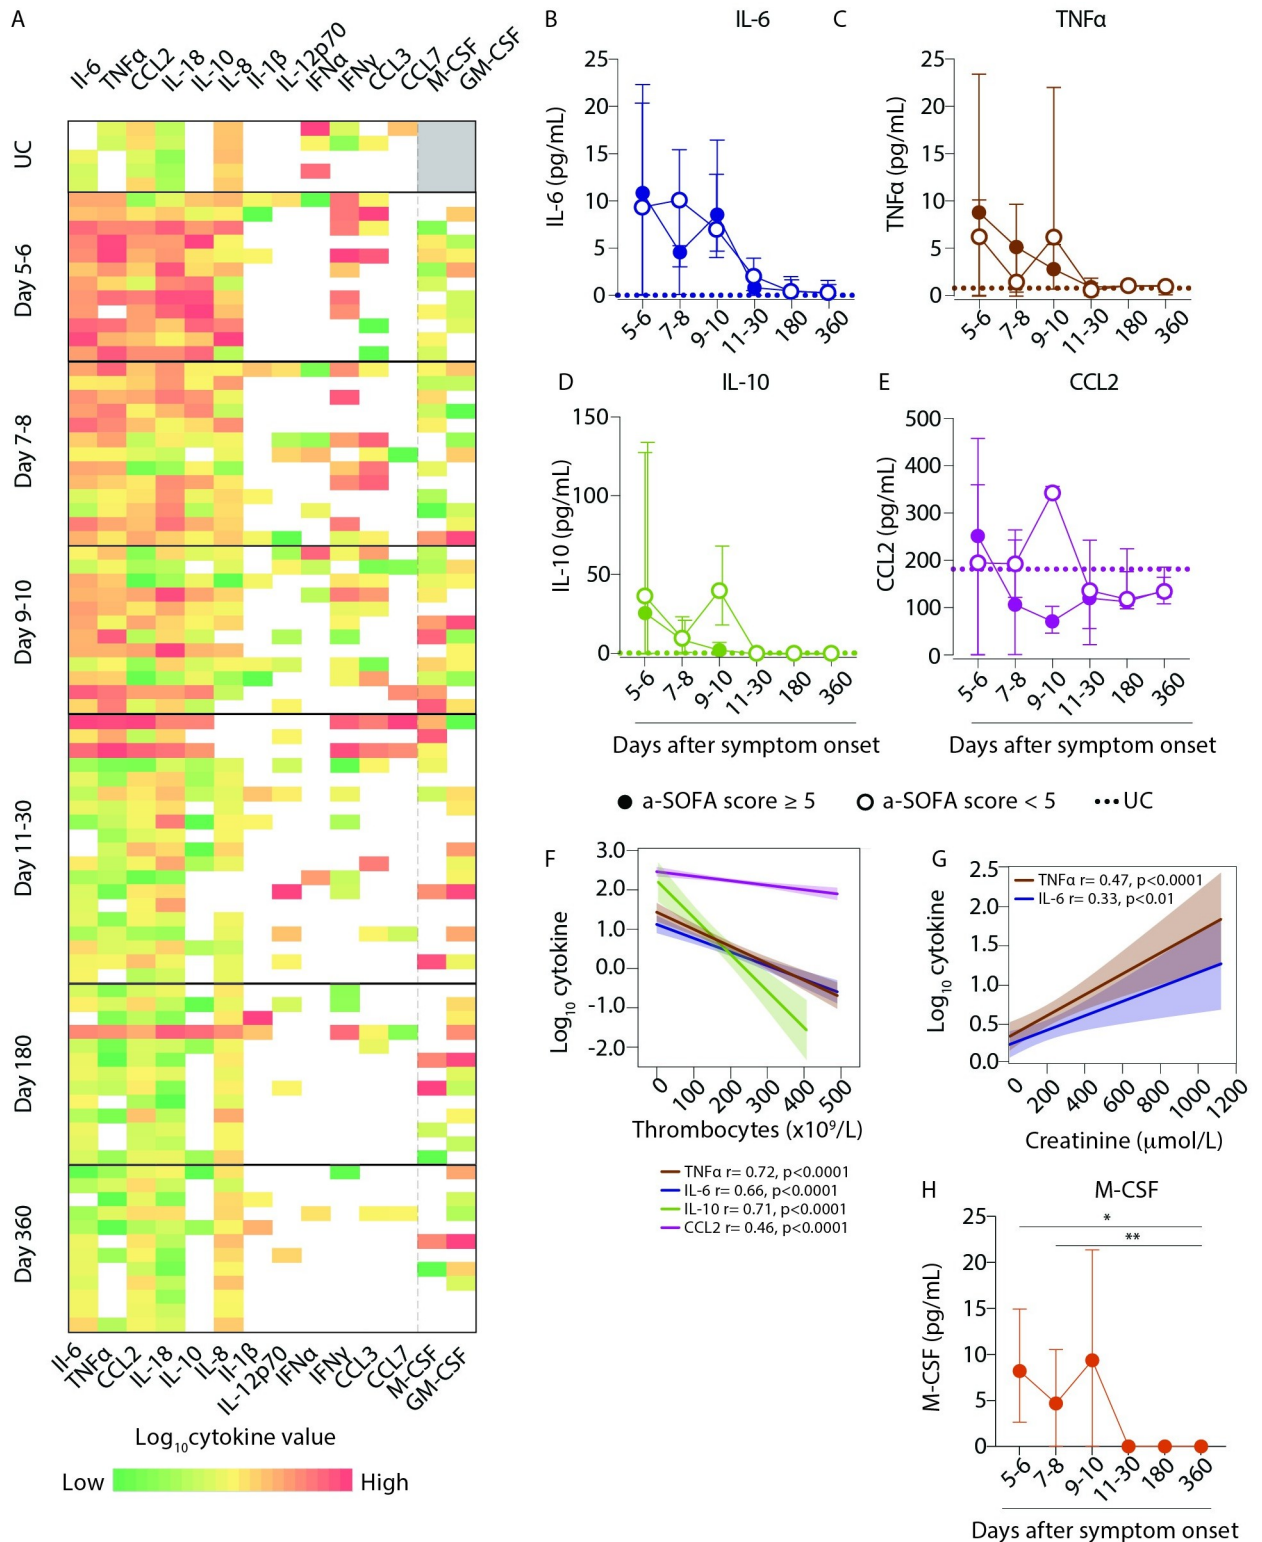 A
Il-6 TNFα CCL2 IL-18 IL-10 IL-8 Il-1β IL-12p70 IFNα IFNγ CCL3 CCL7 M-CSF GM-CSF
UC
Day 5-6
Day 7-8
Day 9-10
Day 11-30
Day 180
Day 360
Il-6 TNFα CCL2 IL-18 IL-10 IL-8 Il-1β IL-12p70 IFNα IFNγ CCL3 CCL7 M-CSF GM-CSF
Log10cytokine value
Low High
B IL-6
IL-6 (pg/mL)
25
20
15
10
5
0
5-6 7-8 9-10 11-30 180 360
C TNFα
TNFα (pg/mL)
25
20
15
10
5
0
5-6 7-8 9-10 11-30 180 360
D IL-10
IL-10 (pg/mL)
150
100
50
0
5-6 7-8 9-10 11-30 180 360
Days after symptom onset
E CCL2
CCL2 (pg/mL)
500
400
300
200
100
0
5-6 7-8 9-10 11-30 180 360
Days after symptom onset
a-SOFA score ≥ 5 a-SOFA score < 5 UC
F
Log10 cytokine
3.0
2.0
1.0
0.0
-1.0
-2.0
0 100 200 300 400 500
Thrombocytes (x10⁹/L)
TNFα r= 0.72, p<0.0001
IL-6 r= 0.66, p<0.0001
IL-10 r= 0.71, p<0.0001
CCL2 r= 0.46, p<0.0001
G
Log10 cytokine
2.5
2.0
1.5
1.0
0.5
0.0
TNFα r= 0.47, p<0.0001
IL-6 r= 0.33, p<0.01
0 200 400 600 800 1000 1200
Creatinine (μmol/L)
H M-CSF
M-CSF (pg/mL)
25
20
15
10
5
0
*
**
5-6 7-8 9-10 11-30 180 360
Days after symptom onset